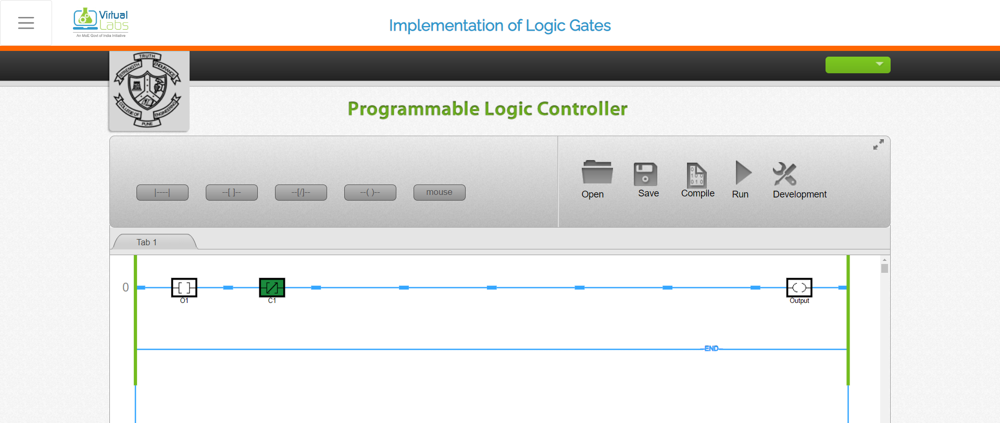 Virtual
Labs
An MoE Govt of India Initiative
Implementation of Logic Gates
TRUTH
STRENGTH
ENDURANCE
COLLEGE OF
ENGINEERING
PUNE
Programmable Logic Controller
|----|
--[ ]--
--[/]--
--( )--
mouse
Open
Save
Compile
Run
Development
Tab 1
0
O1
C1
Output
END